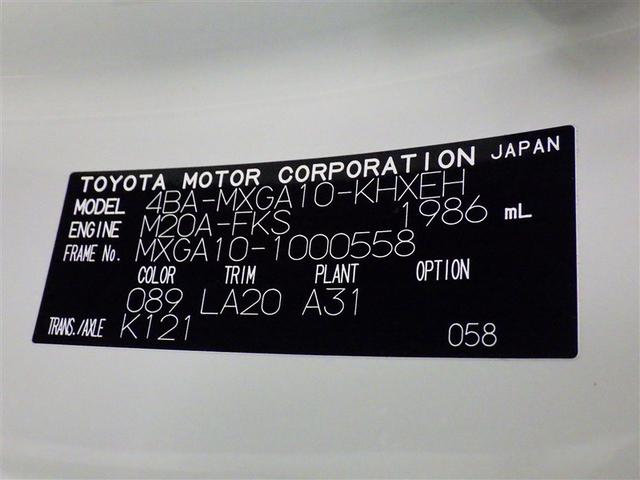 TOYOTA MOTOR CORPORATION JAPAN
MODEL 4BA-MXGA10-KHXEH
ENGINE M20A-FKS 1986 mL
FRAME No. MXGA10-1000558
COLOR TRIM PLANT OPTION
089 LA20 A31
TRANS./AXLE K121 058